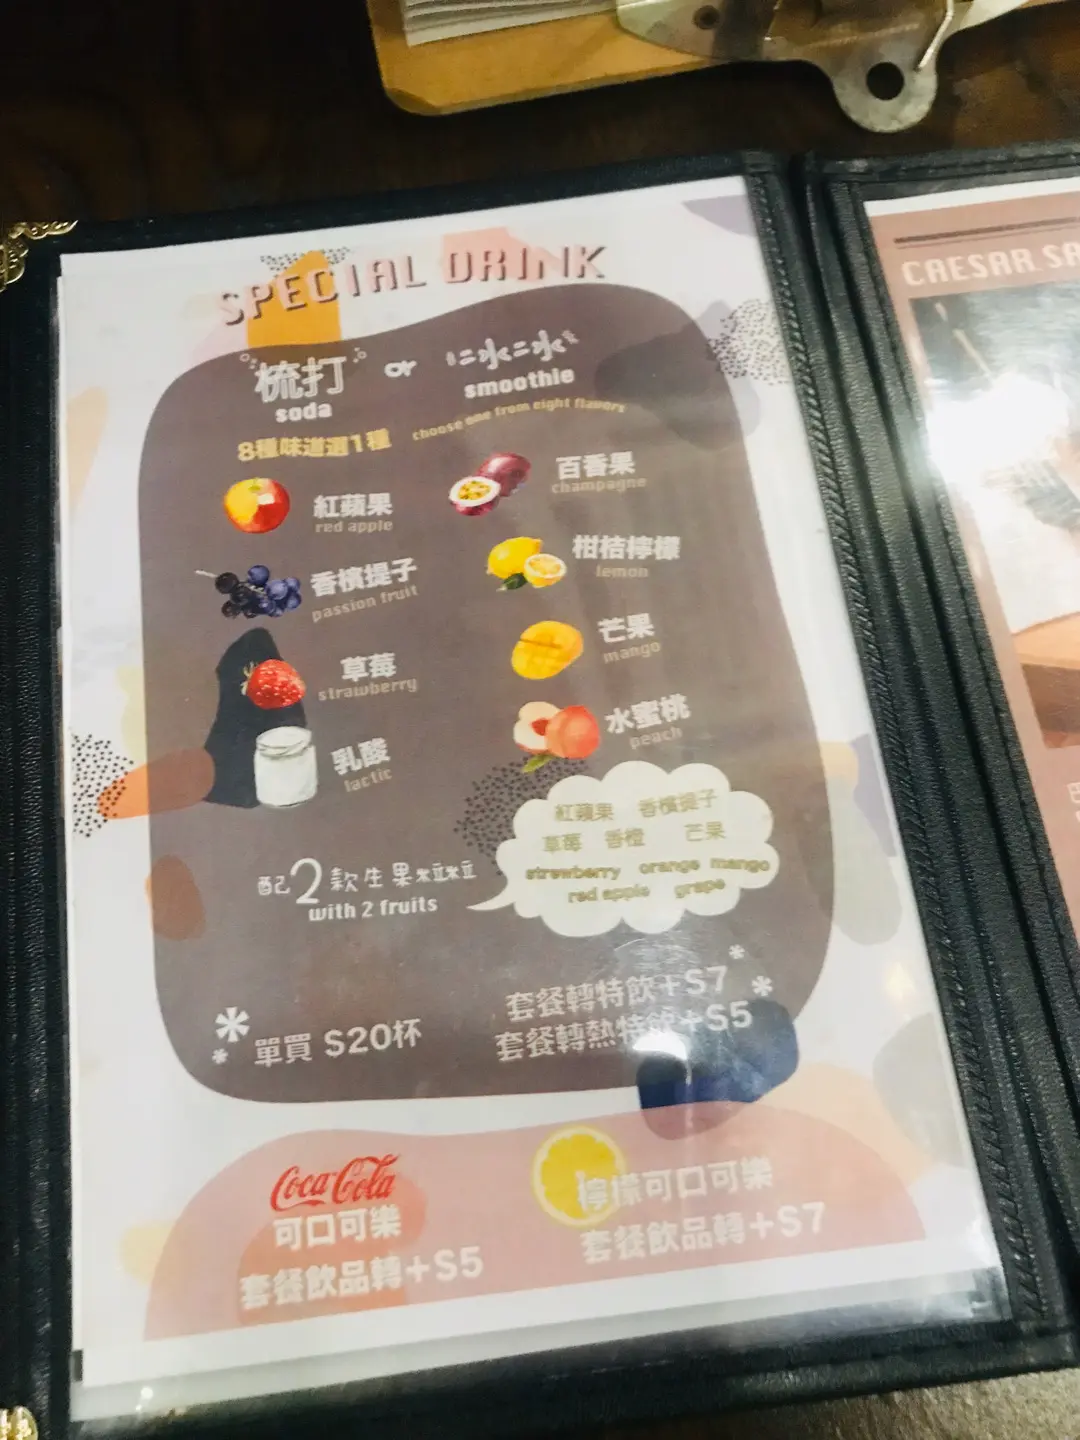 SPECIAL DRINK
梳打 or 冰冰
soda smoothie
8種味道選1種 choose one from eight flavors
紅蘋果
red apple
百香果
champagne
香檳提子
passion fruit
柑桔檸檬
lemon
草莓
strawberry
芒果
mango
乳酸
lactic
水蜜桃
peach
紅蘋果 香檳提子
草莓 香橙 芒果
strawberry orange mango
red apple grape
配2款生果粒粒
with 2 fruits
單買 S20杯
套餐轉特飲+S7
套餐轉熱特飲+S5
Coca-Cola
可口可樂
套餐飲品轉+S5
檸檬可口可樂
套餐飲品轉+S7
CAESAR